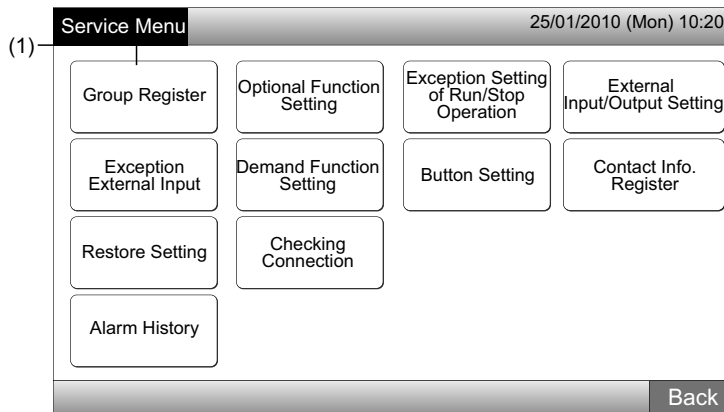 Service Menu
25/01/2010 (Mon) 10:20
(1)
Group Register
Optional Function
Setting
Exception Setting
of Run/Stop
Operation
External
Input/Output Setting
Exception
External Input
Demand Function
Setting
Button Setting
Contact Info.
Register
Restore Setting
Checking
Connection
Alarm History
Back